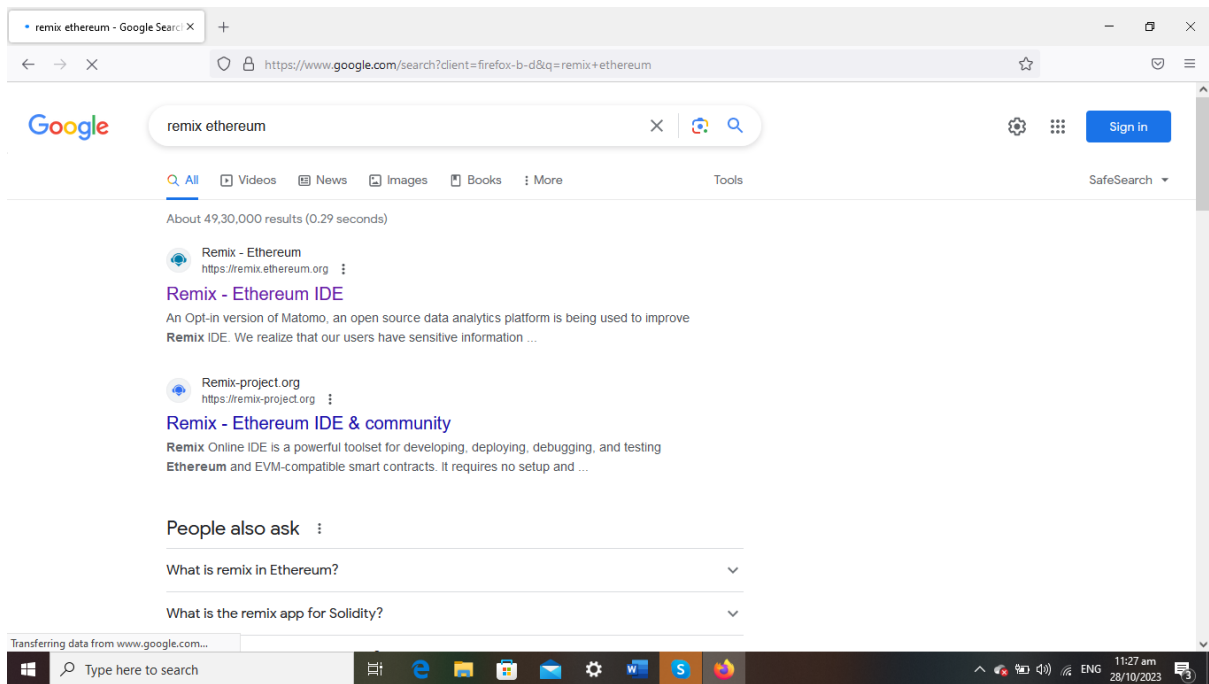 remix ethereum - Google Search
https://www.google.com/search?client=firefox-b-d&q=remix+ethereum
Google
remix ethereum
Sign in
All Videos News Images Books More Tools SafeSearch
About 49,30,000 results (0.29 seconds)
Remix - Ethereum
https://remix.ethereum.org
Remix - Ethereum IDE
An Opt-in version of Matomo, an open source data analytics platform is being used to improve
Remix IDE. We realize that our users have sensitive information ...
Remix-project.org
https://remix-project.org
Remix - Ethereum IDE & community
Remix Online IDE is a powerful toolset for developing, deploying, debugging, and testing
Ethereum and EVM-compatible smart contracts. It requires no setup and ...
People also ask
What is remix in Ethereum?
What is the remix app for Solidity?
Transferring data from www.google.com...
Type here to search
W
S
ENG
11:27 am
28/10/2023
3